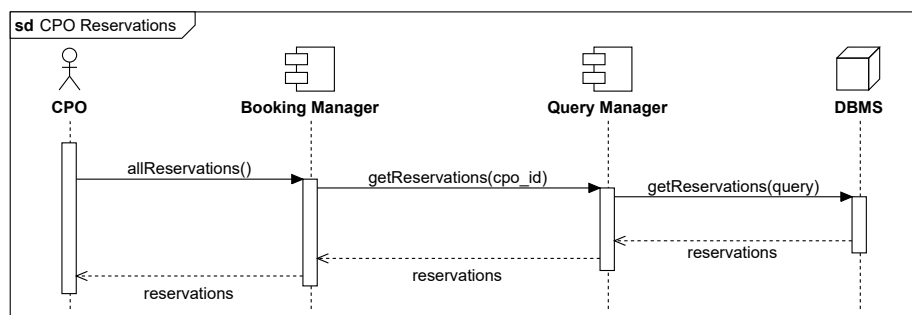 sd CPO Reservations
CPO
Booking Manager
Query Manager
DBMS
allReservations()
getReservations(cpo_id)
getReservations(query)
reservations
reservations
reservations